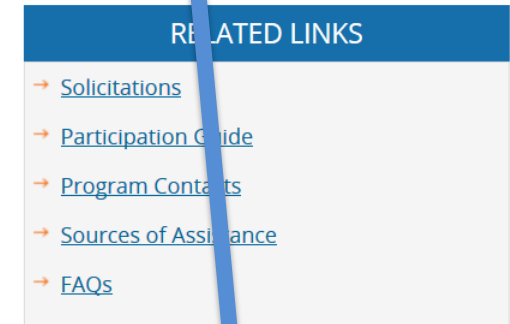 RELATED LINKS
→ Solicitations
→ Participation Guide
→ Program Contacts
→ Sources of Assistance
→ FAQs